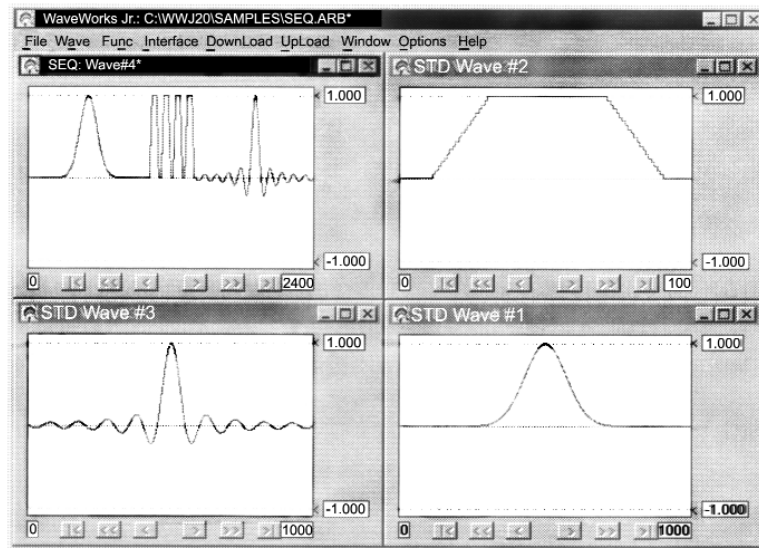 WaveWorks Jr.: C:\WWJ20\SAMPLES\SEQ.ARB*
File Wave Func Interface DownLoad UpLoad Window Options Help
SEQ: Wave#4*
1.000
-1.000
0 |< << < > >> >| 2400
STD Wave #2
1.000
-1.000
0 |< << < > >> >| 100
STD Wave #3
1.000
-1.000
0 |< << < > >> >| 1000
STD Wave #1
1.000
-1.000
0 |< << < > >> >| 1000